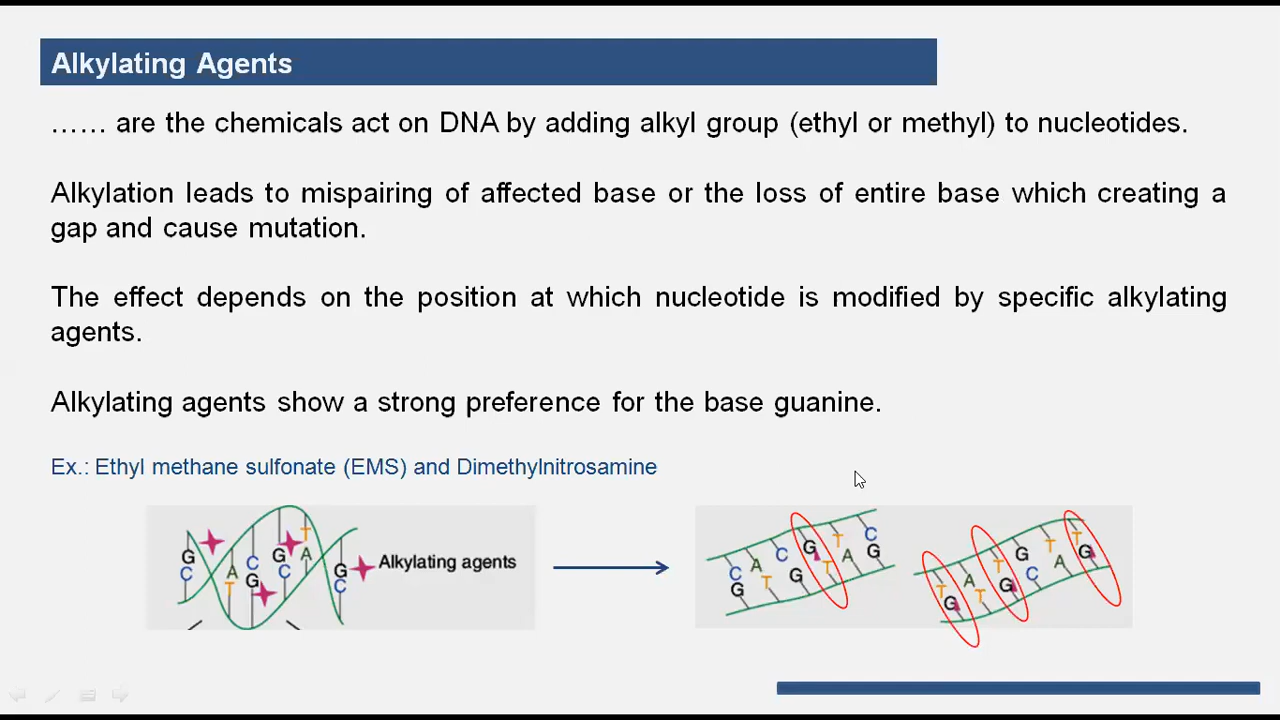 Alkylating Agents
…… are the chemicals act on DNA by adding alkyl group (ethyl or methyl) to nucleotides.
Alkylation leads to mispairing of affected base or the loss of entire base which creating a
gap and cause mutation.
The effect depends on the position at which nucleotide is modified by specific alkylating
agents.
Alkylating agents show a strong preference for the base guanine.
Ex.: Ethyl methane sulfonate (EMS) and Dimethylnitrosamine
G C A T C G G C T A G C
Alkylating agents
C G A T C G G T T A C G
T G A T T G G C T A T G